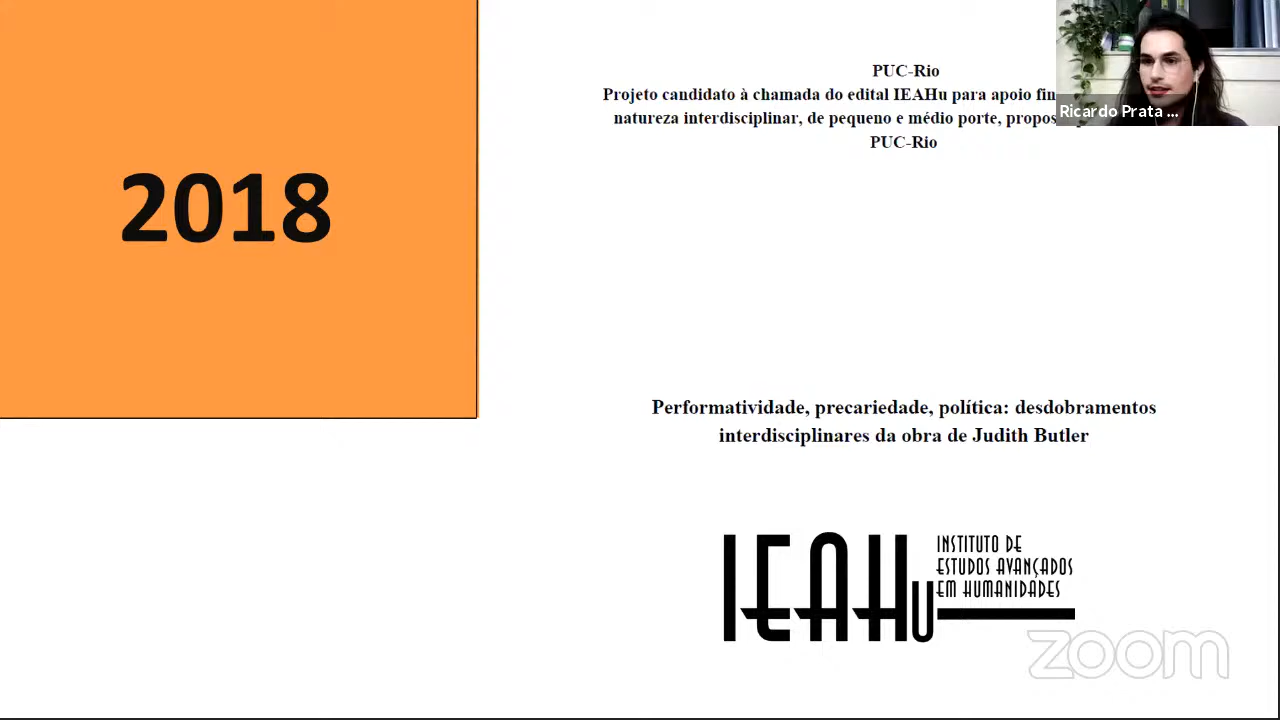 2018
PUC-Rio
Projeto candidato à chamada do edital IEAHu para apoio
natureza interdisciplinar, de pequeno e médio porte,
PUC-Rio
Ricardo Prata ...
Performatividade, precariedade, política: desdobramentos
interdisciplinares da obra de Judith Butler
IEAHu
INSTITUTO DE
ESTUDOS AVANÇADOS
EM HUMANIDADES
zoom